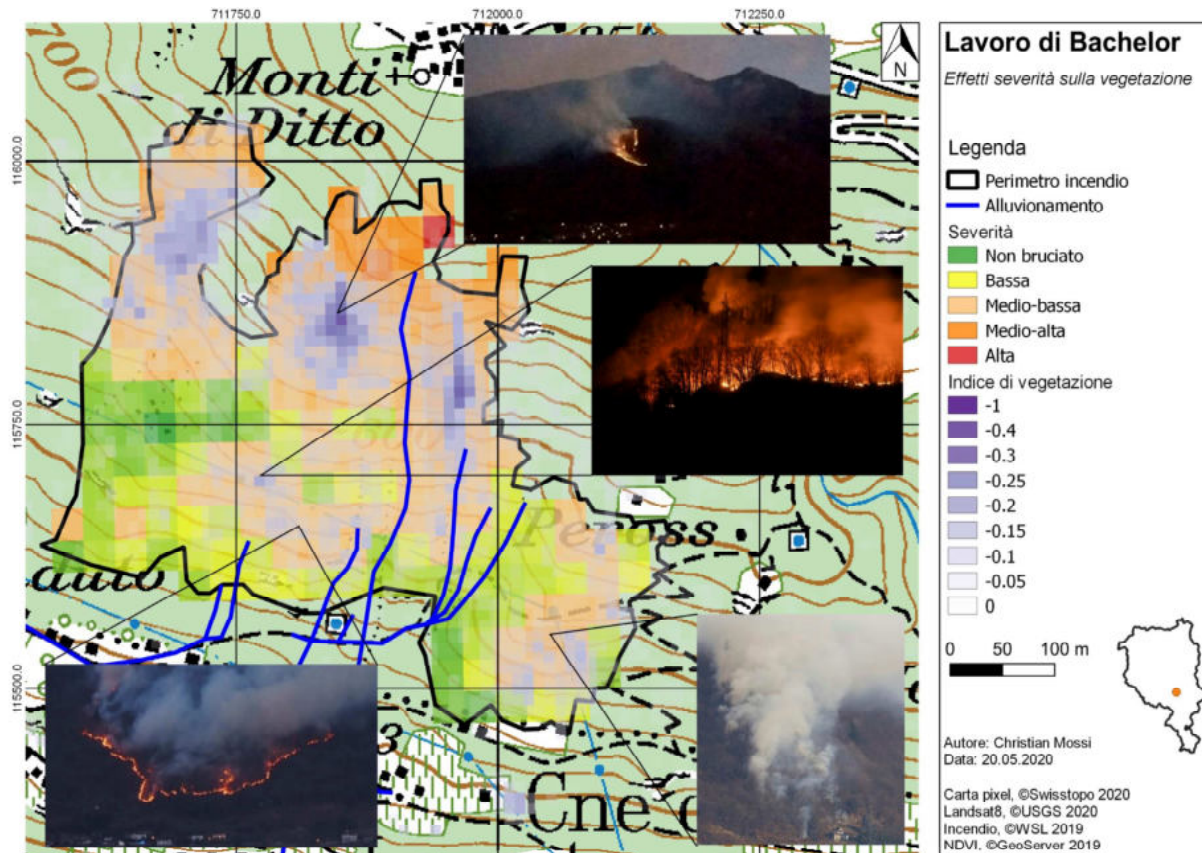 711750.0
712000.0
712250.0
116000.0
115750.0
115500.0
700
Monti
di Ditto
600
Peross
auto
3
Cne
N
Lavoro di Bachelor
Effetti severità sulla vegetazione
Legenda
Perimetro incendio
Alluvionamento
Severità
Non bruciato
Bassa
Medio-bassa
Medio-alta
Alta
Indice di vegetazione
-1
-0.4
-0.3
-0.25
-0.2
-0.15
-0.1
-0.05
0
0 50 100 m
Autore: Christian Mossi
Data: 20.05.2020
Carta pixel, ©Swisstopo 2020
Landsat8, ©USGS 2020
Incendio, ©WSL 2019
NDVI, ©GeoServer 2019